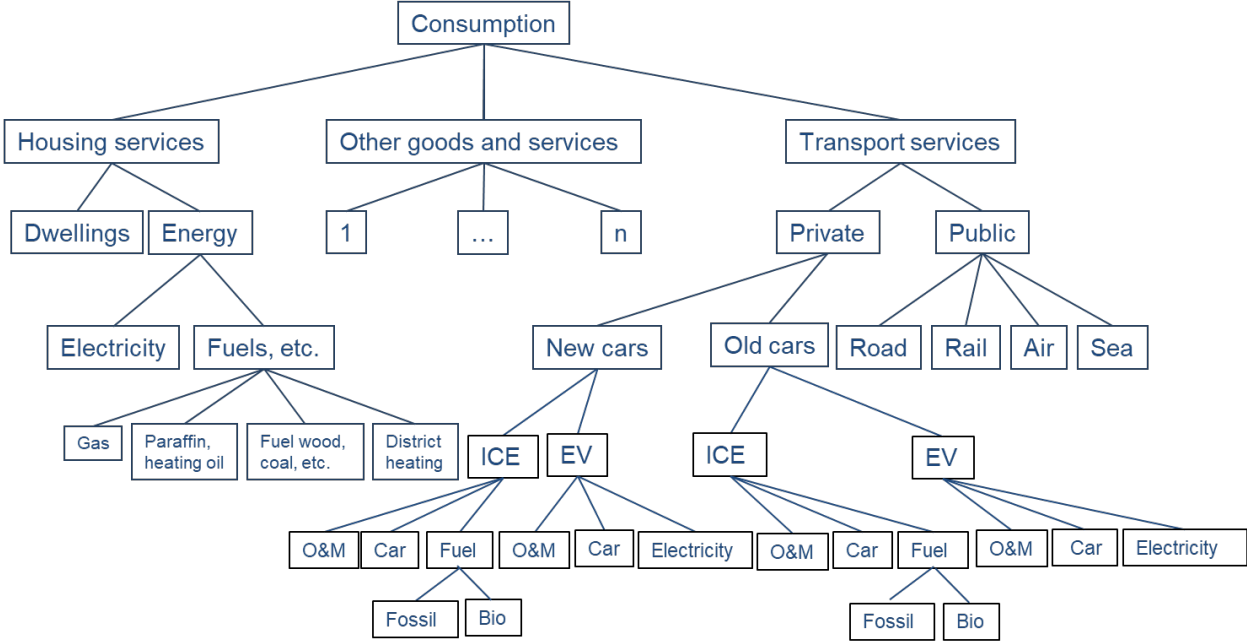 Consumption
Housing services
Other goods and services
Transport services
Dwellings
Energy
1
...
n
Private
Public
Electricity
Fuels, etc.
New cars
Old cars
Road
Rail
Air
Sea
Gas
Paraffin,
heating oil
Fuel wood,
coal, etc.
District
heating
ICE
EV
ICE
EV
O&M
Car
Fuel
O&M
Car
Electricity
O&M
Car
Fuel
O&M
Car
Electricity
Fossil
Bio
Fossil
Bio